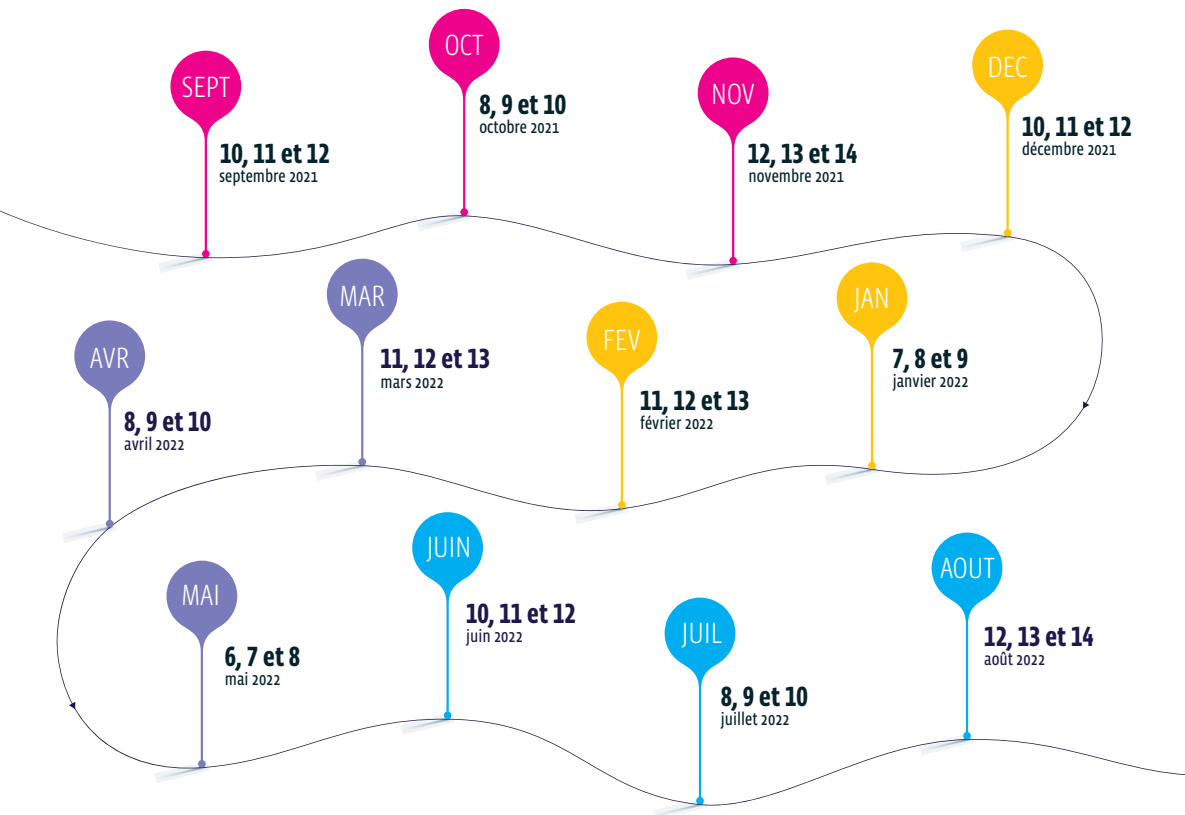 SEPT
10, 11 et 12
septembre 2021
OCT
8, 9 et 10
octobre 2021
NOV
12, 13 et 14
novembre 2021
DEC
10, 11 et 12
décembre 2021
JAN
7, 8 et 9
janvier 2022
FEV
11, 12 et 13
février 2022
MAR
11, 12 et 13
mars 2022
AVR
8, 9 et 10
avril 2022
MAI
6, 7 et 8
mai 2022
JUIN
10, 11 et 12
juin 2022
JUIL
8, 9 et 10
juillet 2022
AOUT
12, 13 et 14
août 2022